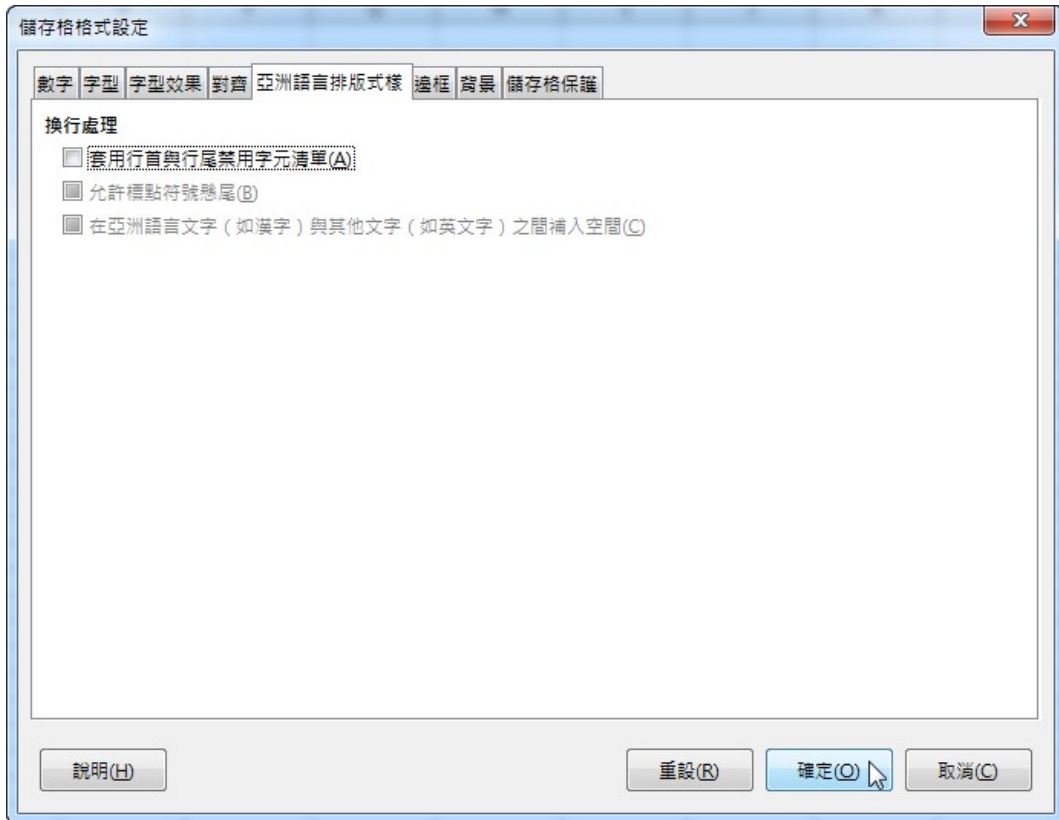 儲存格格式設定
數字 字型 字型效果 對齊 亞洲語言排版式樣 邊框 背景 儲存格保護
換行處理
套用行首與行尾禁用字元清單(A)
允許標點符號懸尾(B)
在亞洲語言文字(如漢字)與其他文字(如英文字)之間補入空間(C)
說明(H) 重設(R) 確定(O) 取消(C)